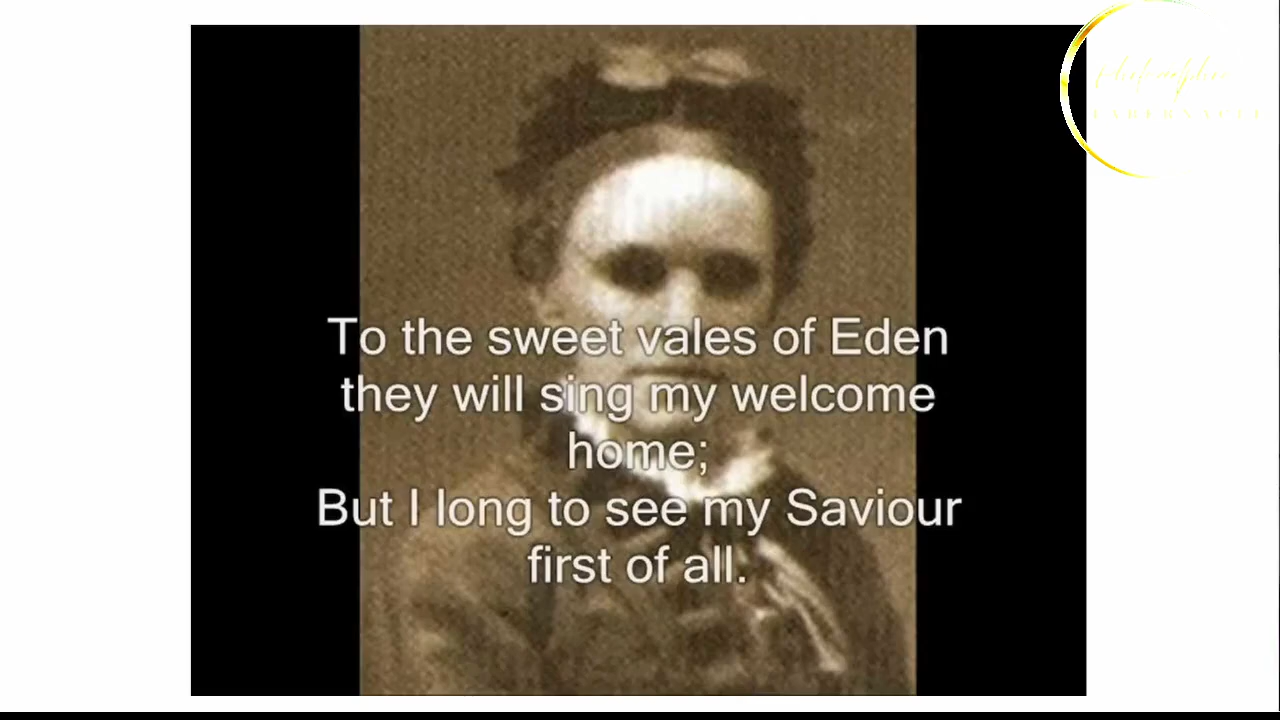 To the sweet vales of Eden
they will sing my welcome
home;
But I long to see my Saviour
first of all.